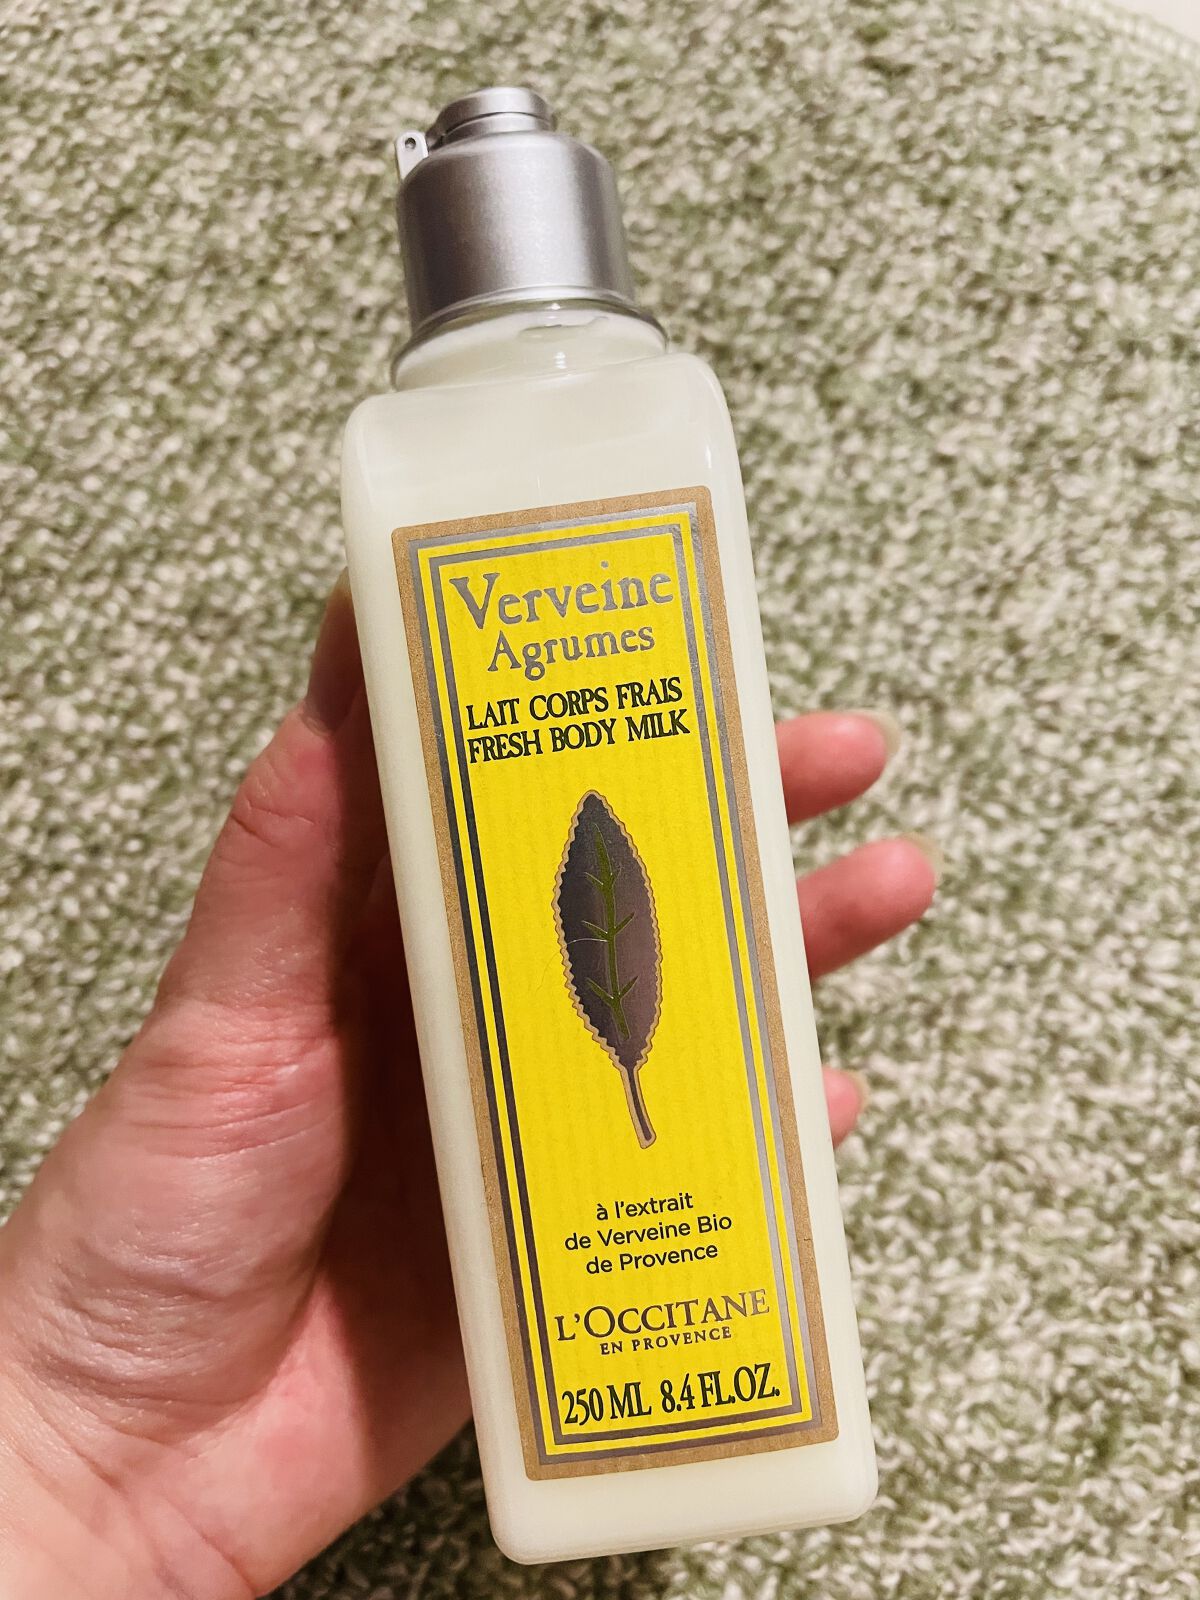 Verveine
Agrumes
LAIT CORPS FRAIS
FRESH BODY MILK
à l'extrait
de Verveine Bio
de Provence
L'OCCITANE
EN PROVENCE
250 ML 8.4 FL.OZ.